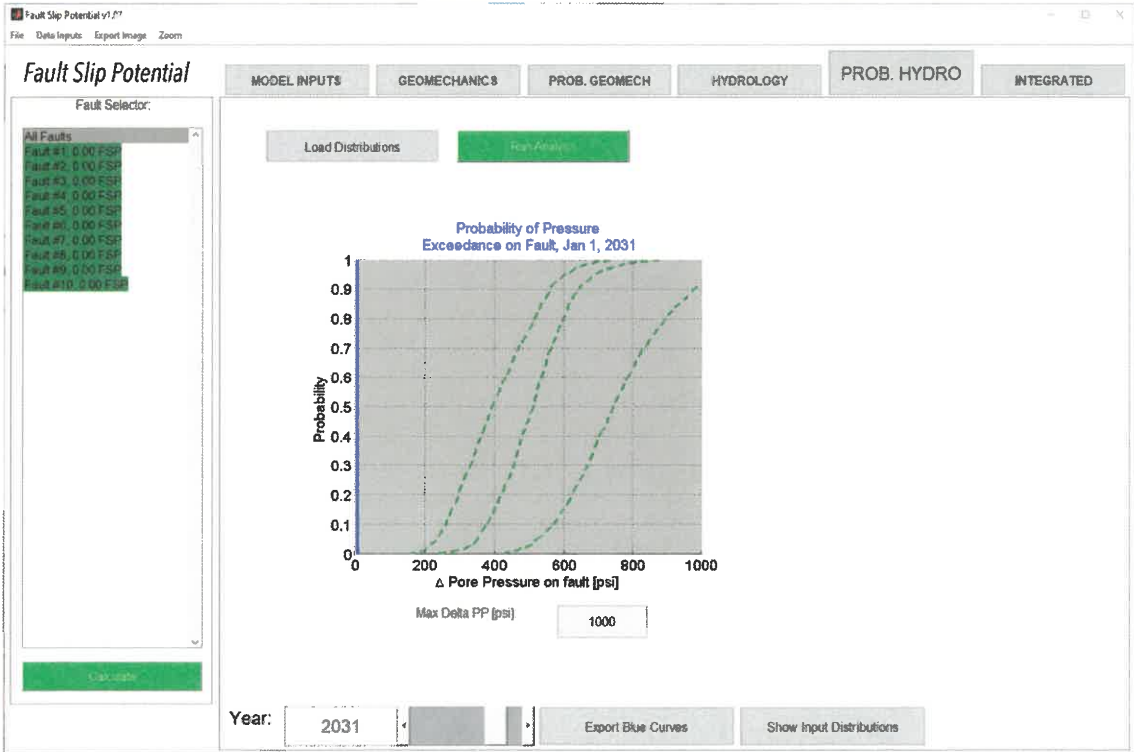 Fault Slip Potential v1.07
File Data Inputs Export Image Zoom
Fault Slip Potential
MODEL INPUTS GEOMECHANICS PROB. GEOMECH HYDROLOGY PROB. HYDRO INTEGRATED
Fault Selector:
All Faults
Fault #1, 0.00 FSP
Fault #2, 0.00 FSP
Fault #3, 0.00 FSP
Fault #4, 0.00 FSP
Fault #5, 0.00 FSP
Fault #6, 0.00 FSP
Fault #7, 0.00 FSP
Fault #8, 0.00 FSP
Fault #9, 0.00 FSP
Fault #10, 0.00 FSP
Load Distributions Run Analysis
Probability of Pressure
Exceedance on Fault, Jan 1, 2031
1
0.9
0.8
0.7
0.6
0.5
0.4
0.3
0.2
0.1
0
Probability
0 200 400 600 800 1000
Δ Pore Pressure on fault [psi]
Max Delta PP [psi] 1000
Calculate
Year: 2031 Export Blue Curves Show Input Distributions